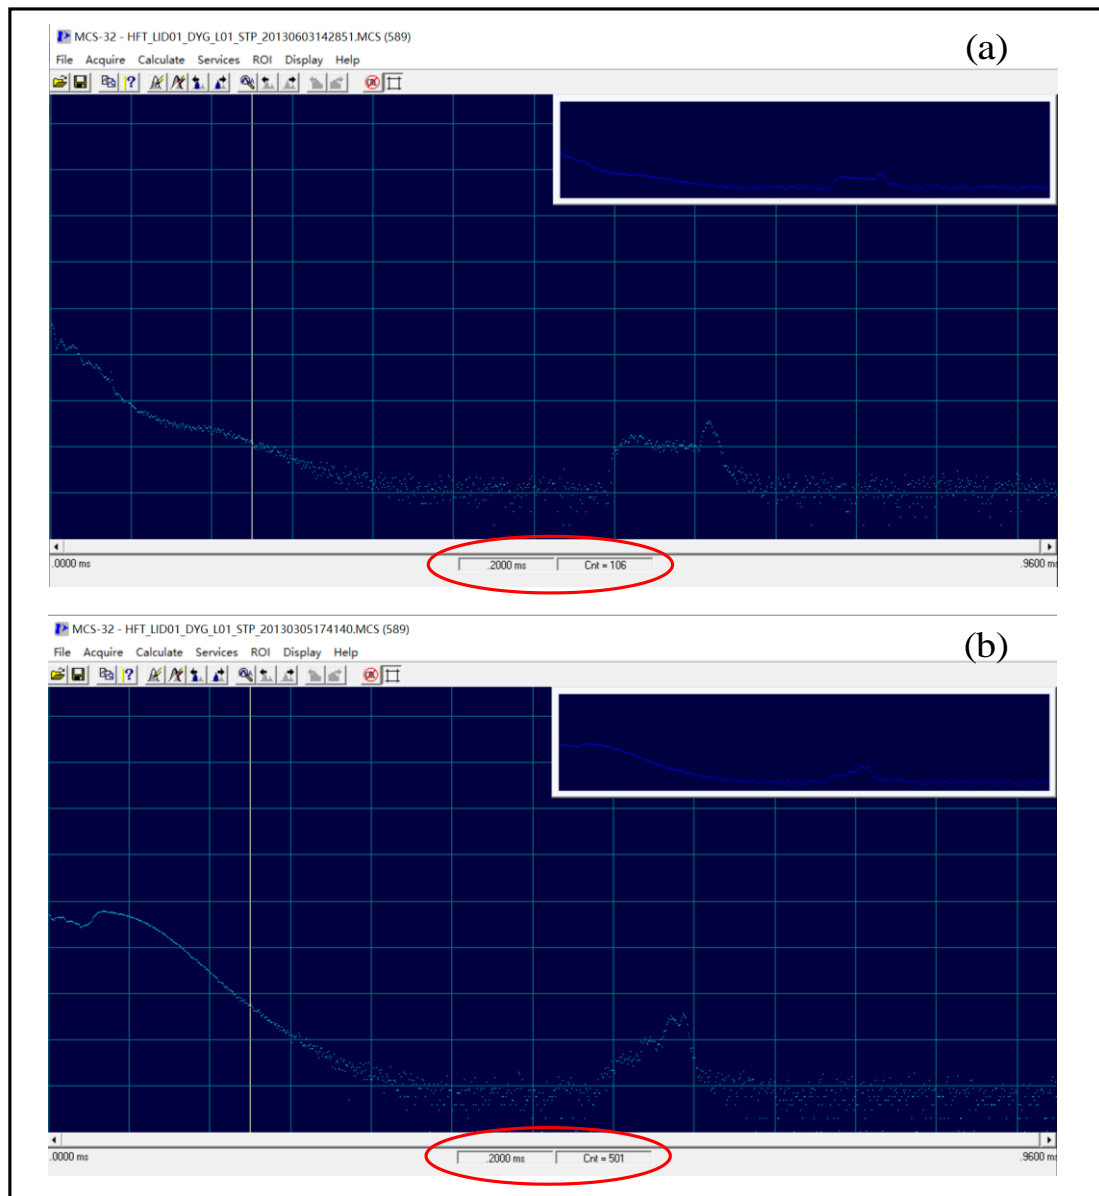 MCS-32 - HFT_LID01_DYG_L01_STP_20130603142851.MCS (589)
(a)
File Acquire Calculate Services ROI Display Help
.0000 ms
.2000 ms
Cnt = 106
.9600 ms
MCS-32 - HFT_LID01_DYG_L01_STP_20130305174140.MCS (589)
(b)
File Acquire Calculate Services ROI Display Help
.0000 ms
.2000 ms
Cnt = 501
.9600 ms